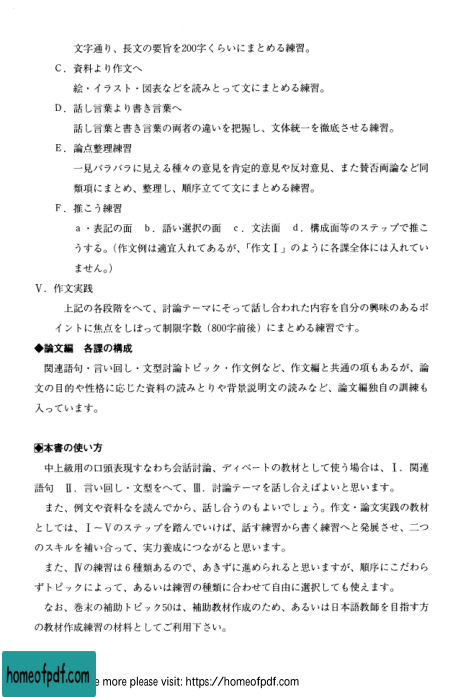 文字通り、長文の要旨を200字くらいにまとめる練習。
C．資料より作文へ
絵・イラスト・図表などを読みとって文にまとめる練習。
D．話し言葉より書き言葉へ
話し言葉と書き言葉の両者の違いを把握し、文体統一を徹底させる練習。
E．論点整理練習
一見バラバラに見える種々の意見を肯定的意見や反対意見、また賛否両論など同
類項にまとめ、整理し、順序立てて文にまとめる練習。
F．推こう練習
a・表記の面　b．語い選択の面　c．文法面　d．構成面等のステップで推こ
うする。（作文例は適宜入れてあるが、「作文Ⅰ」のように各課全体には入れてい
ません。）
Ⅴ．作文実践
上記の各段階をへて、討論テーマにそって話し合われた内容を自分の興味のあるポ
イントに焦点をしぼって制限字数（800字前後）にまとめる練習です。
◆論文編　各課の構成
関連語句・言い回し・文型討論トピック・作文例など、作文編と共通の項もあるが、論
文の目的や性格に応じた資料の読みとりや背景説明文の読みなど、論文編独自の訓練も
入っています。
本書の使い方
中上級用の口頭表現すなわち会話討論、ディベートの教材として使う場合は、Ⅰ．関連
語句　Ⅱ．言い回し・文型をへて、Ⅲ．討論テーマを話し合えばよいと思います。
また、例文や資料なを読んでから、話し合うのもよいでしょう。作文・論文実践の教材
としては、Ⅰ～Ⅴのステップを踏んでいけば、話す練習から書く練習へと発展させ、二つ
のスキルを補い合って、実力養成につながると思います。
また、Ⅳの練習は６種類あるので、あきずに進められると思いますが、順序にこだわら
ずトピックによって、あるいは練習の種類に合わせて自由に選択しても使えます。
なお、巻末の補助トピック50は、補助教材作成のため、あるいは日本語教師を目指す方
の教材作成練習の材料としてご利用下さい。
homeofpdf.com
e more please visit: https://homeofpdf.com